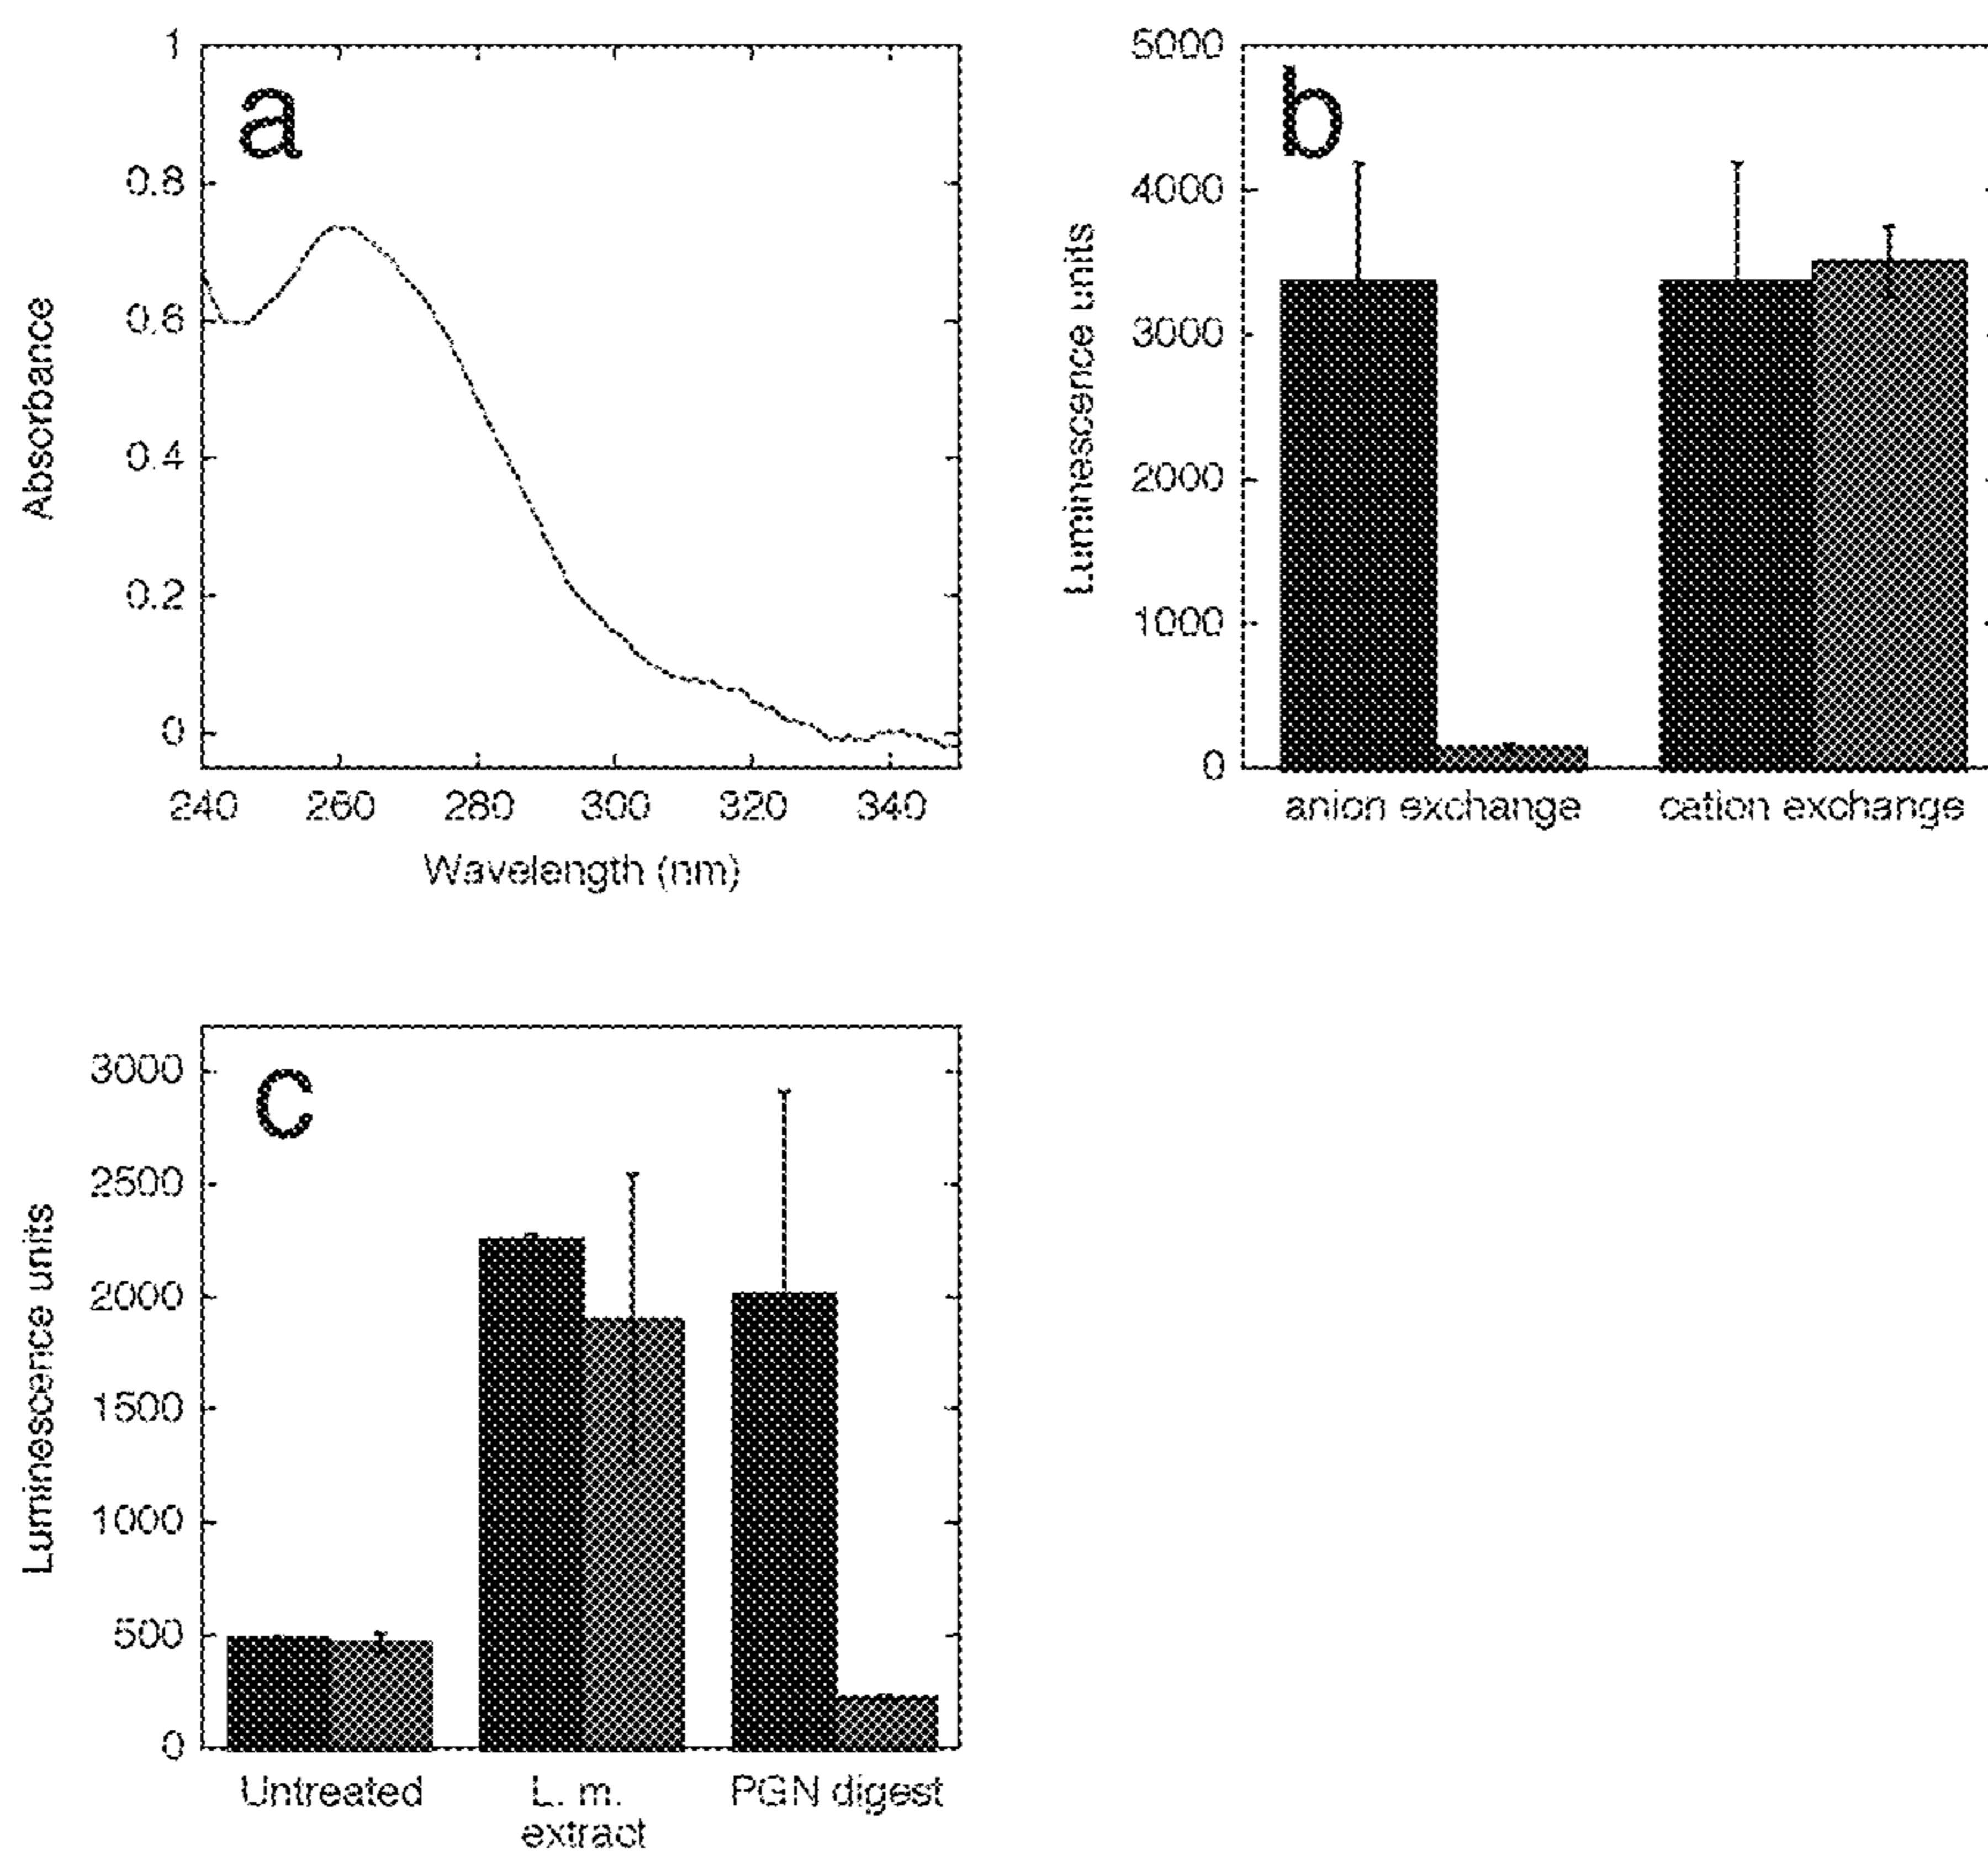 a
1
0.8
0.6
0.4
0.2
0
Absorbance
240 260 280 300 320 340
Wavelength (nm)
b
5000
4000
3000
2000
1000
0
Luminescence units
anion exchange cation exchange
c
3000
2500
2000
1500
1000
500
0
Luminescence units
Untreated L. m. PGN digest
extract